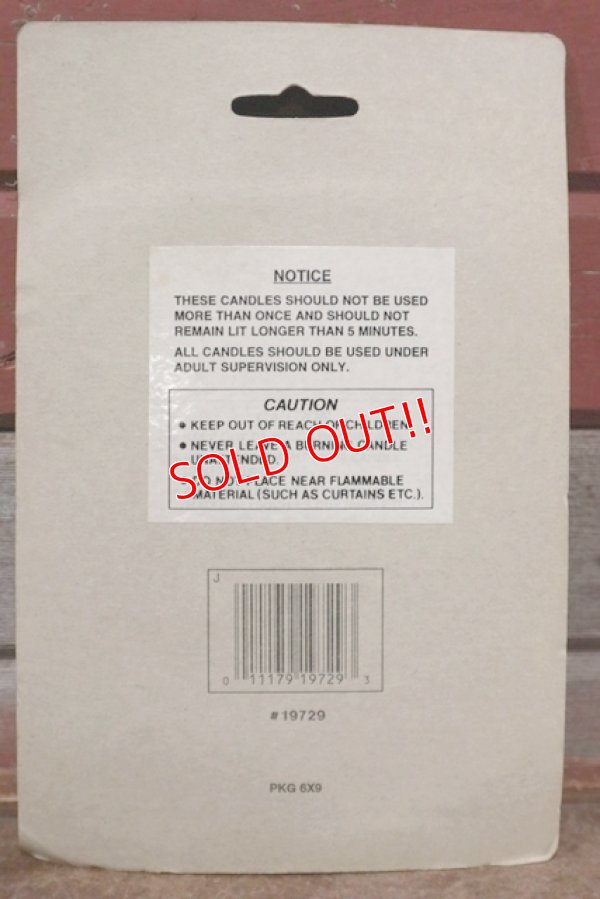 NOTICE
THESE CANDLES SHOULD NOT BE USED
MORE THAN ONCE AND SHOULD NOT
REMAIN LIT LONGER THAN 5 MINUTES.
ALL CANDLES SHOULD BE USED UNDER
ADULT SUPERVISION ONLY.
CAUTION
• KEEP OUT OF REACH OF CHILDREN.
• NEVER LEAVE A BURNING CANDLE
UNATTENDED.
• DO NOT PLACE NEAR FLAMMABLE
MATERIAL (SUCH AS CURTAINS ETC.).
SOLD OUT!!
J
0 11179 19729 3
#19729
PKG 6X9